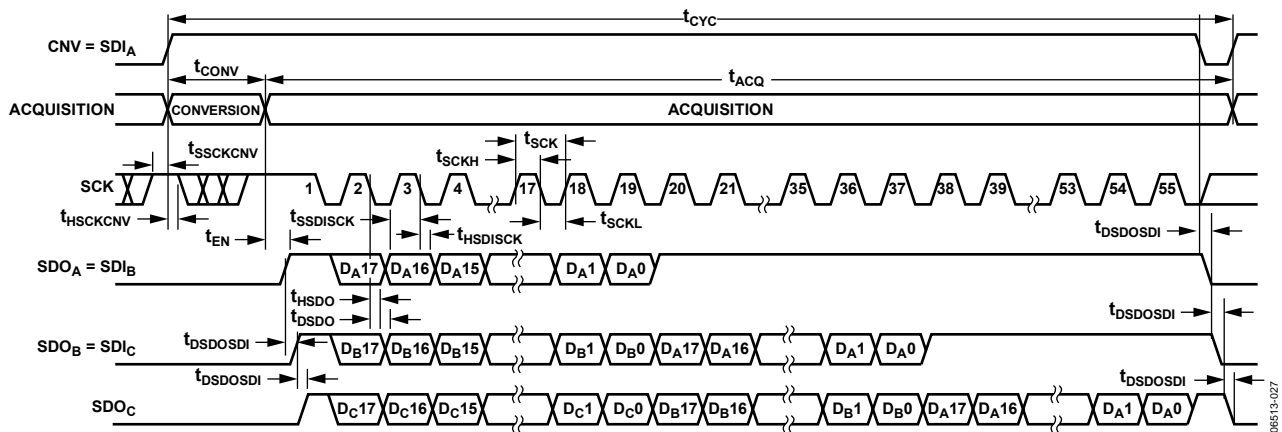 tCYC
CNV = SDIA
tCONV
tACQ
ACQUISITION
CONVERSION
ACQUISITION
tSSCKCNV
tSCK
tSCKH
SCK
1 2 3 4 17 18 19 20 21 35 36 37 38 39 53 54 55
tHSCKCNV
tSSDISCK
tSCKL
tEN
tHSDISCK
tDSDOSDI
SDOA = SDIB
DA17 DA16 DA15 DA1 DA0
tHSDO
tDSDO
tDSDOSDI
tDSDOSDI
SDOB = SDIC
DB17 DB16 DB15 DB1 DB0 DA17 DA16 DA1 DA0
tDSDOSDI
tDSDOSDI
SDOC
DC17 DC16 DC15 DC1 DC0 DB17 DB16 DB1 DB0 DA17 DA16 DA1 DA0
06513-027